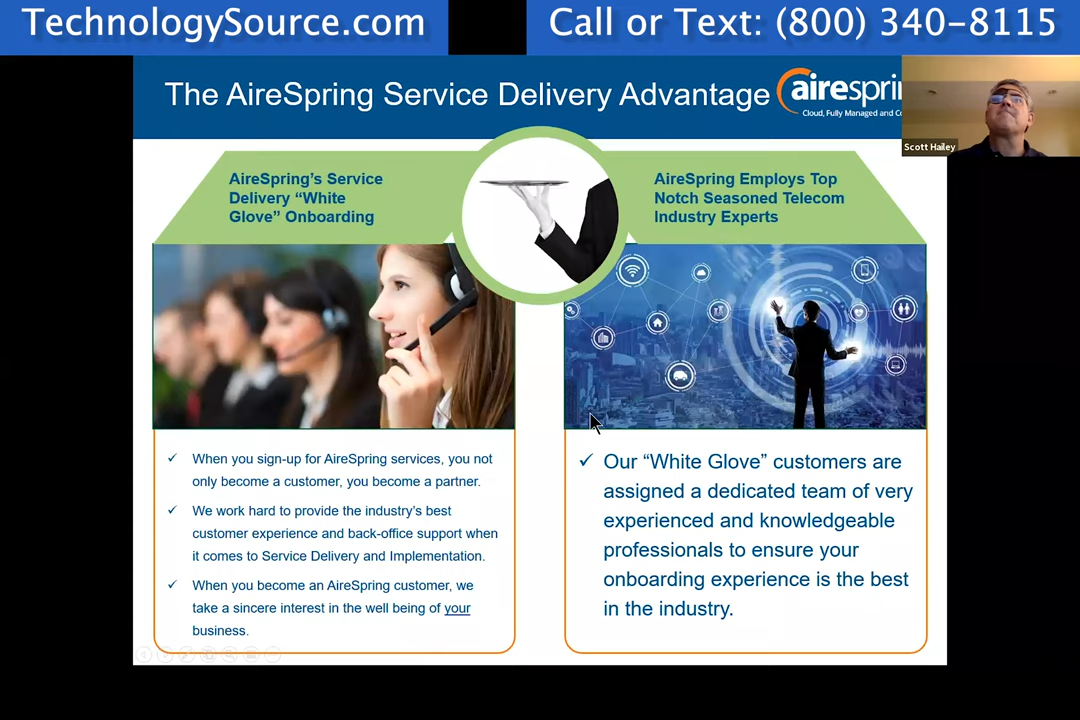 TechnologySource.com
Call or Text: (800) 340-8115
The AireSpring Service Delivery Advantage
airespri
Cloud, Fully Managed and Co
Scott Hailey
AireSpring's Service
Delivery “White
Glove” Onboarding
AireSpring Employs Top
Notch Seasoned Telecom
Industry Experts
✓ When you sign-up for AireSpring services, you not
only become a customer, you become a partner.
✓ We work hard to provide the industry's best
customer experience and back-office support when
it comes to Service Delivery and Implementation.
✓ When you become an AireSpring customer, we
take a sincere interest in the well being of your
business.
✓ Our “White Glove” customers are
assigned a dedicated team of very
experienced and knowledgeable
professionals to ensure your
onboarding experience is the best
in the industry.